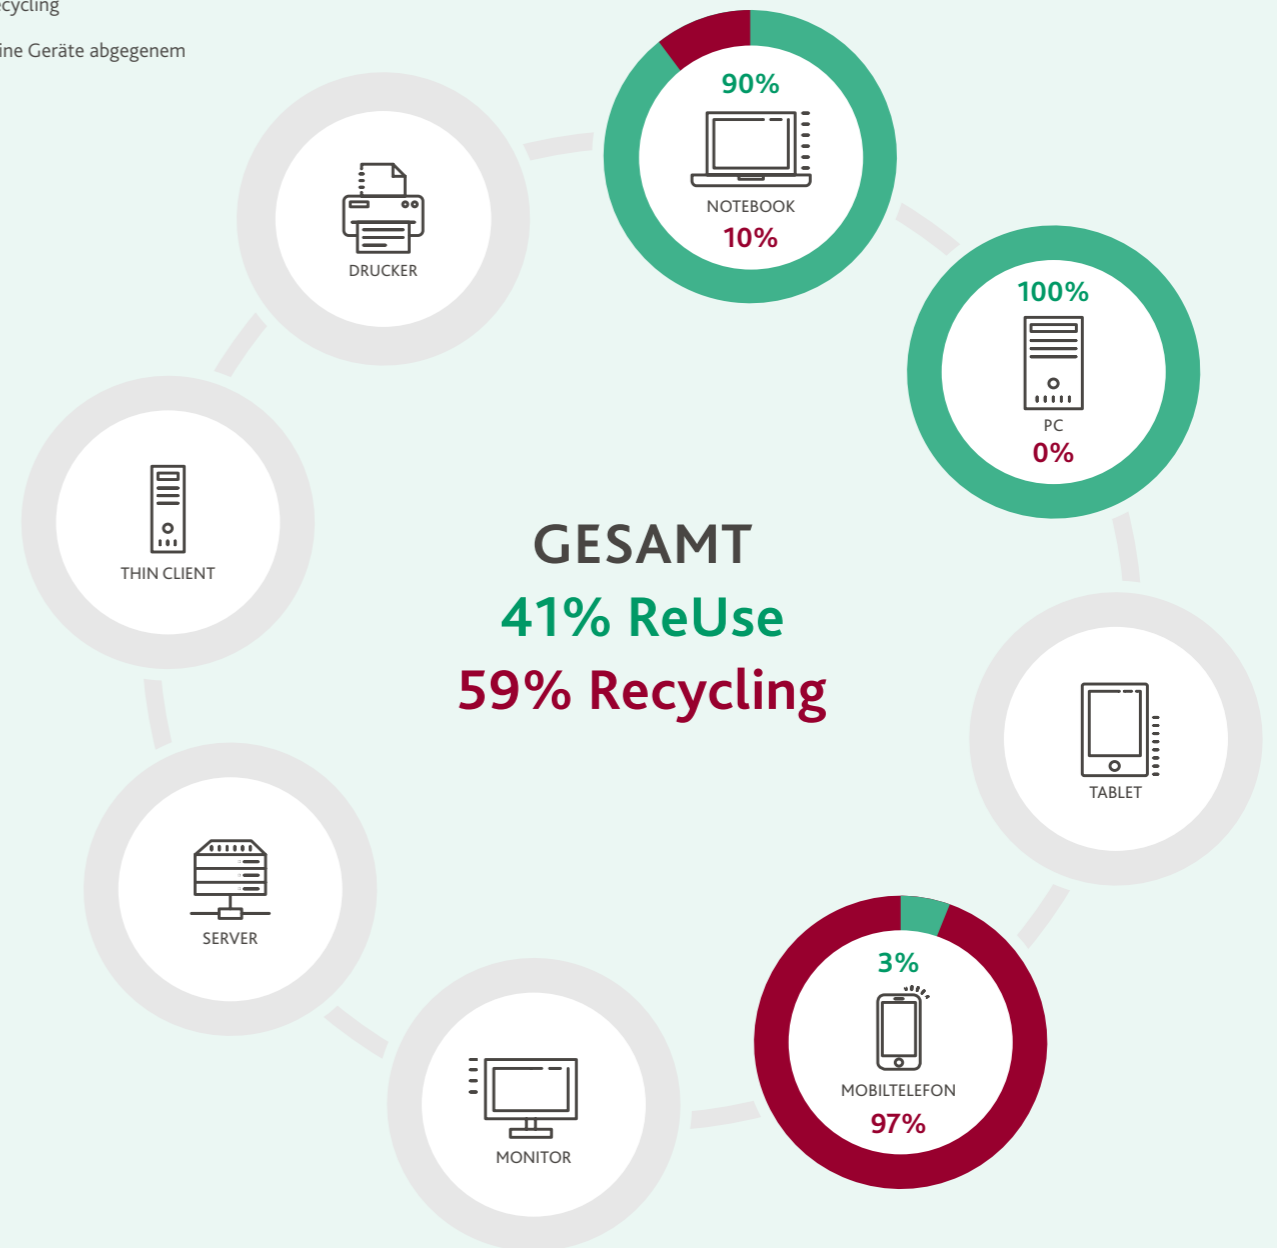 ecycling
ine Geräte abgegenem
90%
NOTEBOOK
10%
DRUCKER
100%
PC
0%
THIN CLIENT
GESAMT
41% ReUse
59% Recycling
TABLET
SERVER
3%
MOBILTELEFON
97%
MONITOR